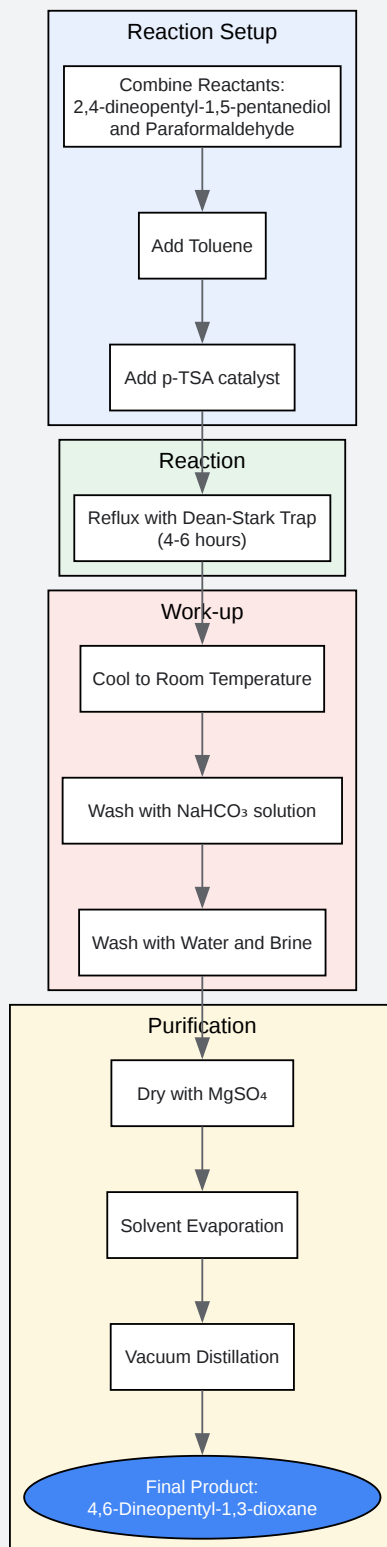 Reaction Setup
Combine Reactants:
2,4-dineopentyl-1,5-pentanediol
and Paraformaldehyde
Add Toluene
Add p-TSA catalyst
Reaction
Reflux with Dean-Stark Trap
(4-6 hours)
Work-up
Cool to Room Temperature
Wash with NaHCO₃ solution
Wash with Water and Brine
Purification
Dry with MgSO₄
Solvent Evaporation
Vacuum Distillation
Final Product:
4,6-Dineopentyl-1,3-dioxane